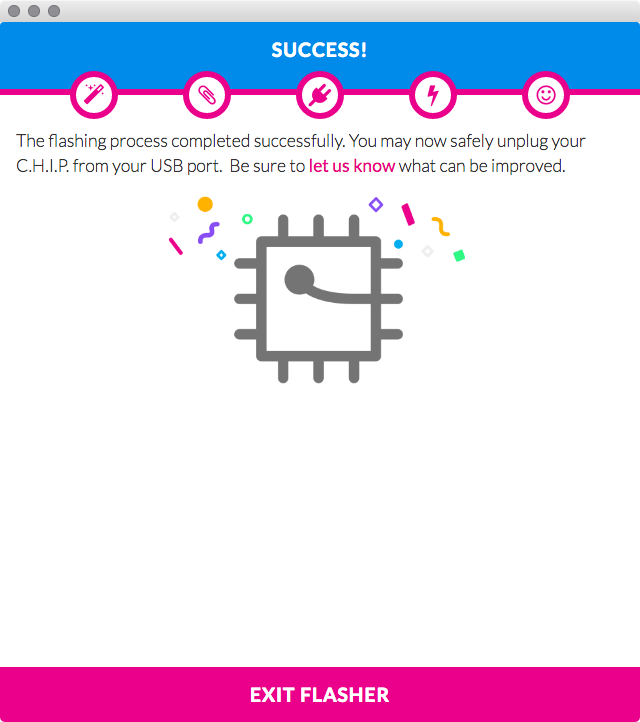 SUCCESS!
The flashing process completed successfully. You may now safely unplug your
C.H.I.P. from your USB port.  Be sure to let us know what can be improved.
EXIT FLASHER